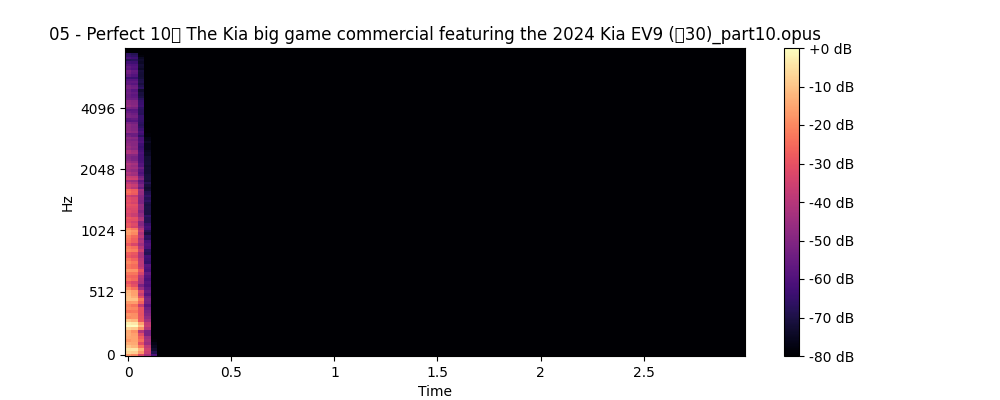 05 - Perfect 10▯ The Kia big game commercial featuring the 2024 Kia EV9 (▯30)_part10.opus
+0 dB
-10 dB
-20 dB
-30 dB
-40 dB
-50 dB
-60 dB
-70 dB
-80 dB
4096
2048
1024
512
0
Hz
0
0.5
1
1.5
2
2.5
Time